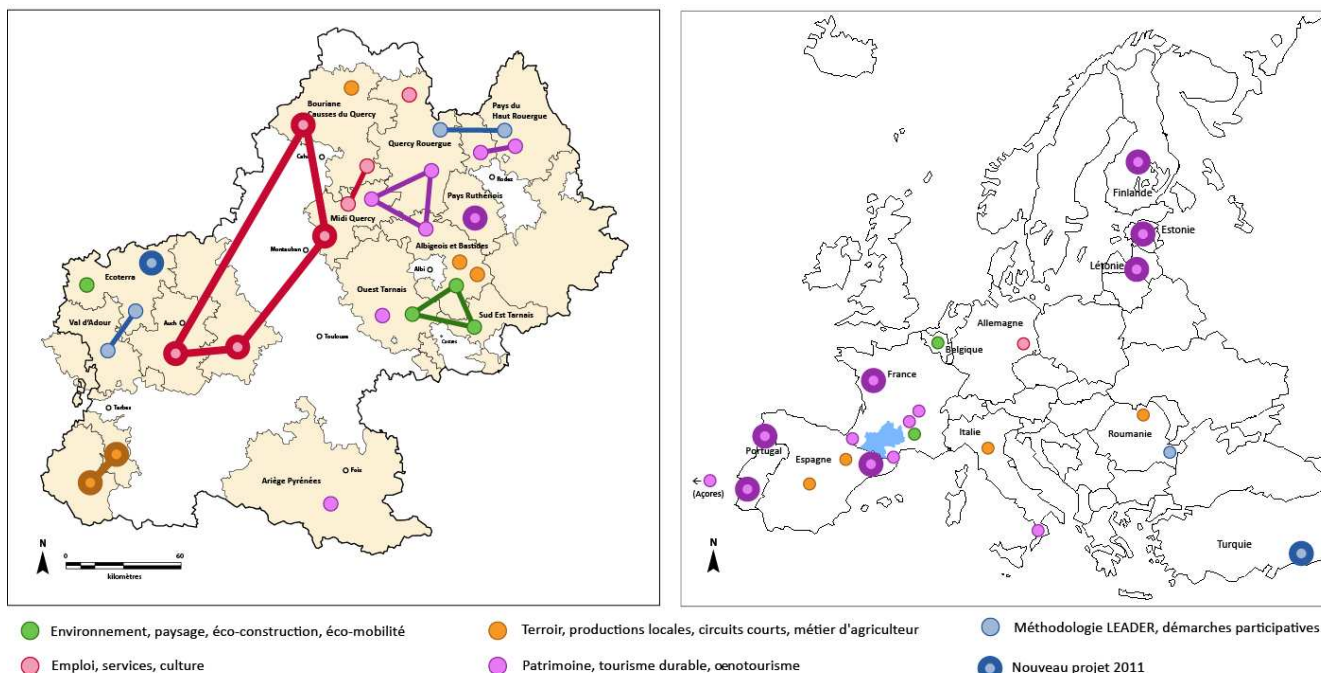 Bouriane
Causses du Quercy
Pays du
Haut Rouergue
Quercy Rouergue
Rodez
Midi Quercy
Pays Ruthénois
Montauban
Albigeois et Bastides
Albi
Ecoterra
Ouest Tarnais
Val d'Adour
Auch
Sud Est Tarnais
Toulouse
Castres
Tarbes
Foix
Ariège Pyrénées
N
0
60
kilomètres
Finlande
Estonie
Létonie
Allemagne
Belgique
France
Italie
Roumanie
Portugal
Espagne
←
(Açores)
Turquie
N
Environnement, paysage, éco-construction, éco-mobilité
Terroir, productions locales, circuits courts, métier d'agriculteur
Méthodologie LEADER, démarches participatives
Emploi, services, culture
Patrimoine, tourisme durable, œnotourisme
Nouveau projet 2011